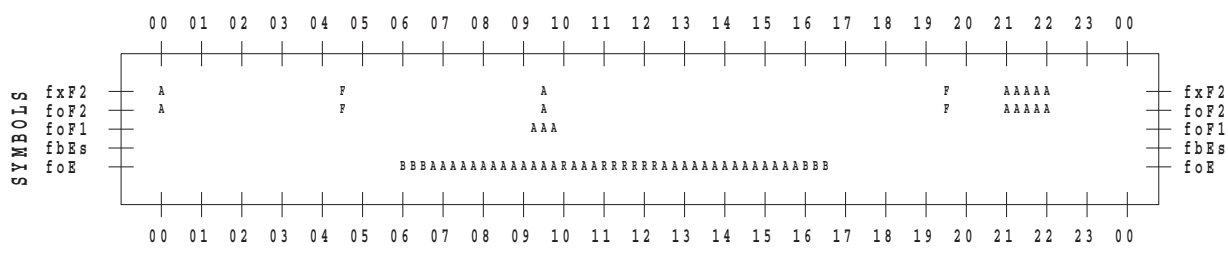 00 01 02 03 04 05 06 07 08 09 10 11 12 13 14 15 16 17 18 19 20 21 22 23 00
SYMBOLS
fxF2 A F A F AAAAA fxF2
foF2 A F A F AAAAA foF2
foF1 AAA foF1
fbEs fbEs
foE BBBAAAAAAAAAAAAARAAARRRRRRAAAAAAAAAAAAAABBB foE
00 01 02 03 04 05 06 07 08 09 10 11 12 13 14 15 16 17 18 19 20 21 22 23 00